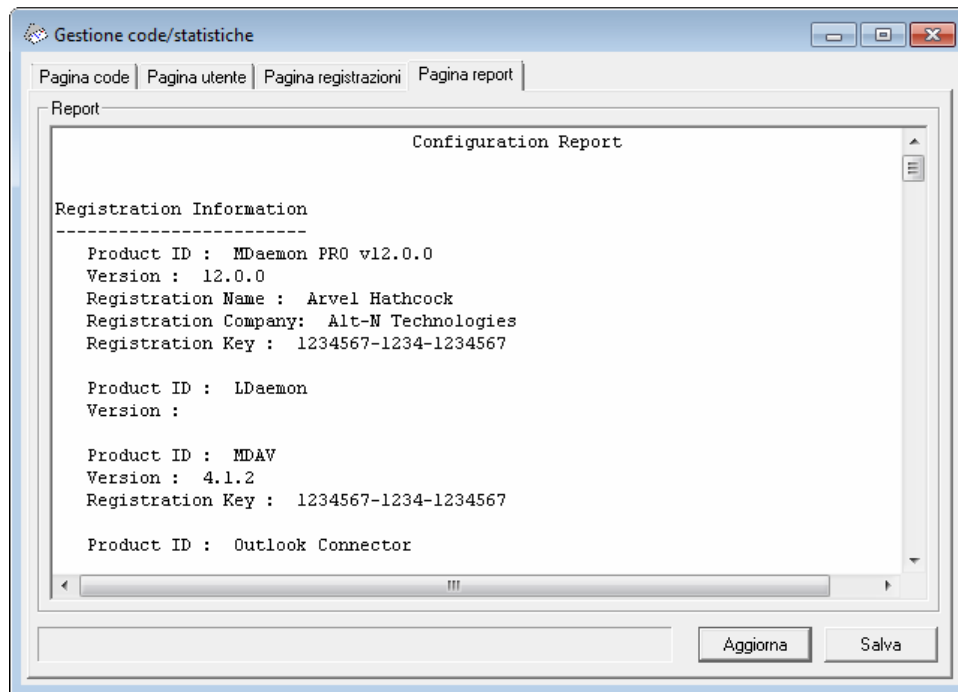 Gestione code/statistiche
Pagina code Pagina utente Pagina registrazioni Pagina report
Report
Configuration Report
Registration Information
------------------------
Product ID : MDaemon PRO v12.0.0
Version : 12.0.0
Registration Name : Arvel Hathcock
Registration Company: Alt-N Technologies
Registration Key : 1234567-1234-1234567
Product ID : LDaemon
Version :
Product ID : MDAV
Version : 4.1.2
Registration Key : 1234567-1234-1234567
Product ID : Outlook Connector
Aggiorna Salva